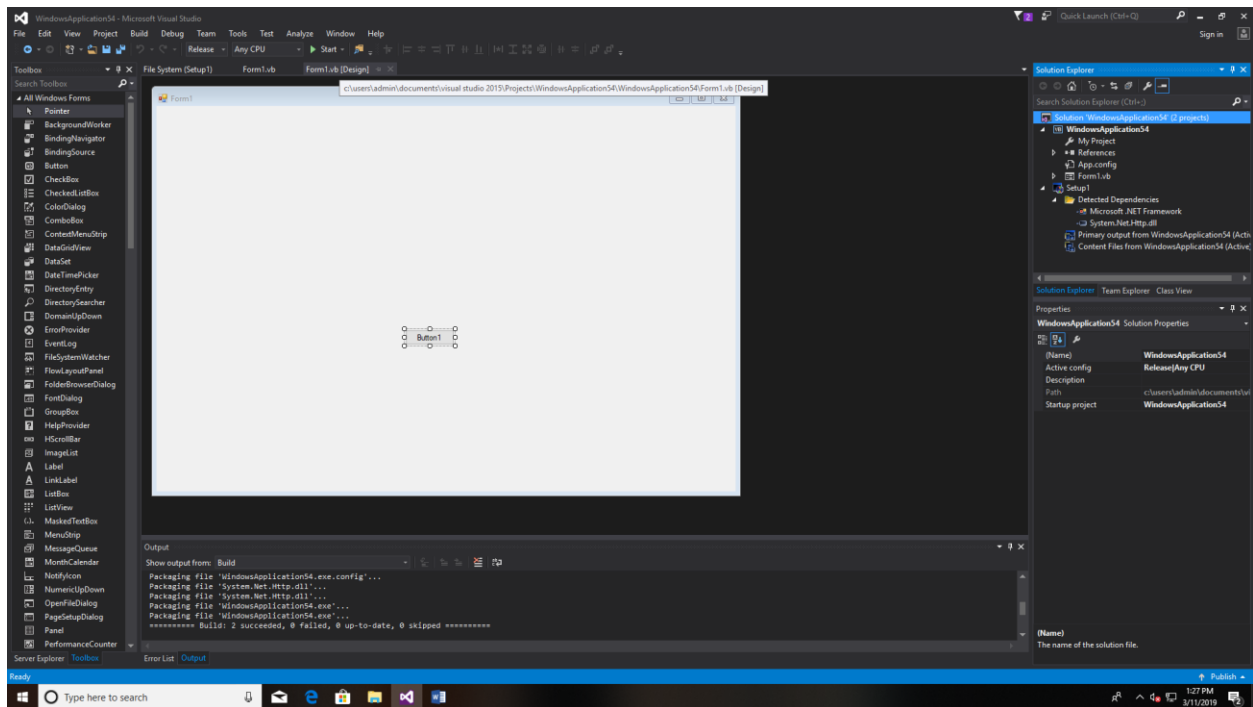 WindowsApplication54 - Microsoft Visual Studio
2
Quick Launch (Ctrl+Q)
File Edit View Project Build Debug Team Tools Test Analyze Window Help
Sign in
Release Any CPU Start
Toolbox
File System (Setup1) Form1.vb Form1.vb [Design]
Solution Explorer
Search Toolbox
c:\users\admin\documents\visual studio 2015\Projects\WindowsApplication54\WindowsApplication54\Form1.vb [Design]
Form1
All Windows Forms
Pointer
BackgroundWorker
BindingNavigator
BindingSource
Button
CheckBox
CheckedListBox
ColorDialog
ComboBox
ContextMenuStrip
DataGridView
DataSet
DateTimePicker
DirectoryEntry
DirectorySearcher
DomainUpDown
ErrorProvider
EventLog
FileSystemWatcher
FlowLayoutPanel
FolderBrowserDialog
FontDialog
GroupBox
HelpProvider
HScrollBar
ImageList
Label
LinkLabel
ListBox
ListView
MaskedTextBox
MenuStrip
MessageQueue
MonthCalendar
NotifyIcon
NumericUpDown
OpenFileDialog
PageSetupDialog
Panel
PerformanceCounter
Server Explorer Toolbox
Button1
Search Solution Explorer (Ctrl+;)
Solution 'WindowsApplication54' (2 projects)
WindowsApplication54
My Project
References
App.config
Form1.vb
Setup1
Detected Dependencies
Microsoft .NET Framework
System.Net.Http.dll
Primary output from WindowsApplication54 (Activ
Content Files from WindowsApplication54 (Active
Solution Explorer Team Explorer Class View
Properties
WindowsApplication54 Solution Properties
(Name) WindowsApplication54
Active config Release|Any CPU
Description
Path c:\users\admin\documents\vi
Startup project WindowsApplication54
(Name)
The name of the solution file.
Output
Show output from: Build
Packaging file 'WindowsApplication54.exe.config'...
Packaging file 'System.Net.Http.dll'...
Packaging file 'WindowsApplication54.exe'...
Packaging file 'WindowsApplication54.exe'...
========== Build: 2 succeeded, 0 failed, 0 up-to-date, 0 skipped ==========
Error List Output
Ready
Publish
Type here to search
1:27 PM
3/11/2019
2